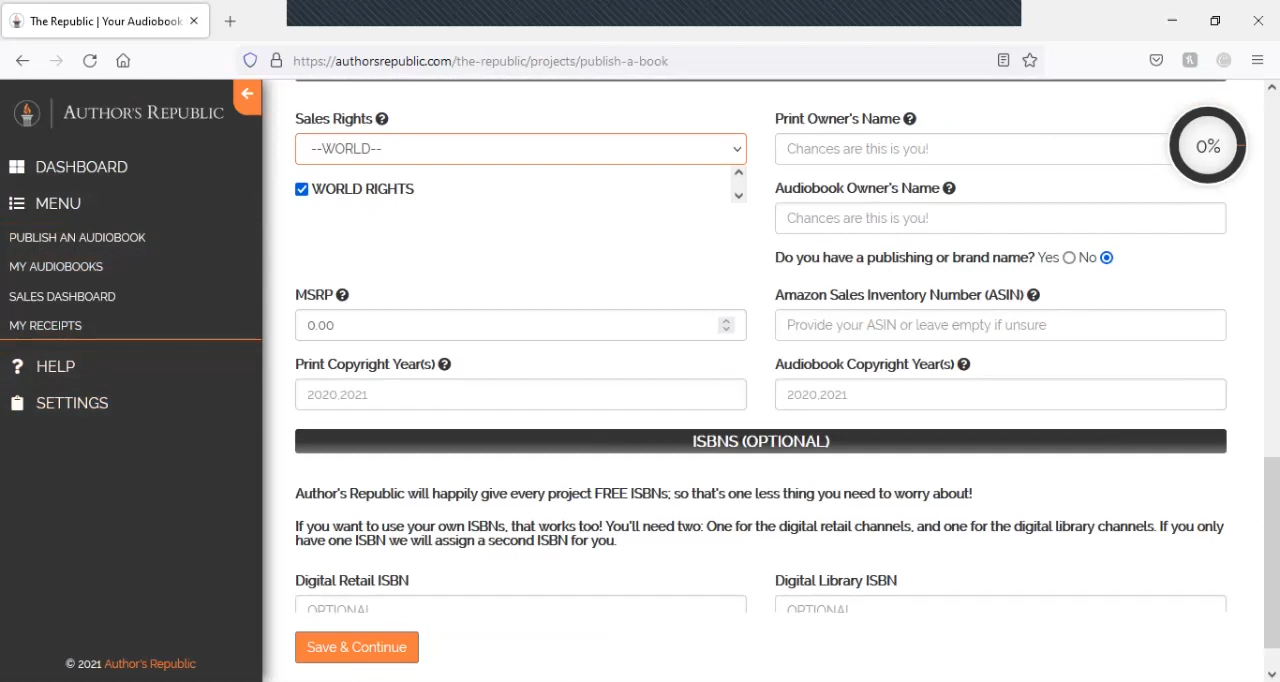 The Republic | Your Audiobook
https://authorsrepublic.com/the-republic/projects/publish-a-book
AUTHOR'S REPUBLIC
DASHBOARD
MENU
PUBLISH AN AUDIOBOOK
MY AUDIOBOOKS
SALES DASHBOARD
MY RECEIPTS
HELP
SETTINGS
© 2021 Author's Republic
Sales Rights
--WORLD--
WORLD RIGHTS
Print Owner's Name
Chances are this is you!
0%
Audiobook Owner's Name
Chances are this is you!
Do you have a publishing or brand name? Yes No
MSRP
0.00
Amazon Sales Inventory Number (ASIN)
Provide your ASIN or leave empty if unsure
Print Copyright Year(s)
2020,2021
Audiobook Copyright Year(s)
2020,2021
ISBNS (OPTIONAL)
Author's Republic will happily give every project FREE ISBNs; so that's one less thing you need to worry about!
If you want to use your own ISBNs, that works too! You'll need two: One for the digital retail channels, and one for the digital library channels. If you only
have one ISBN we will assign a second ISBN for you.
Digital Retail ISBN
OPTIONAL
Digital Library ISBN
OPTIONAL
Save & Continue